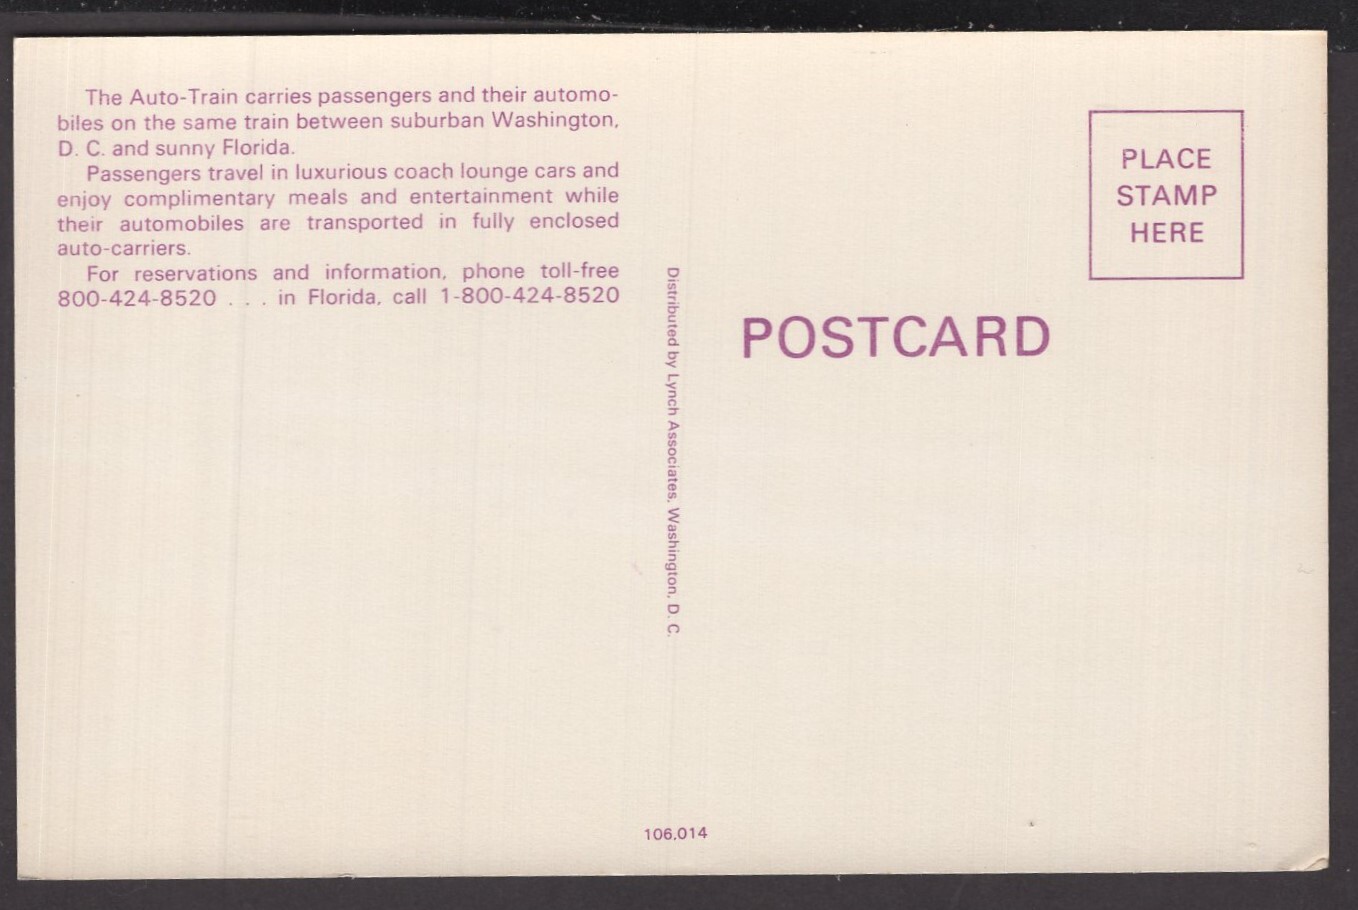 The Auto-Train carries passengers and their automo-
biles on the same train between suburban Washington,
D. C. and sunny Florida.
Passengers travel in luxurious coach lounge cars and
enjoy complimentary meals and entertainment while
their automobiles are transported in fully enclosed
auto-carriers.
For reservations and information, phone toll-free
800-424-8520 . . . in Florida, call 1-800-424-8520
Distributed by Lynch Associates, Washington, D. C.
PLACE
STAMP
HERE
POSTCARD
106,014